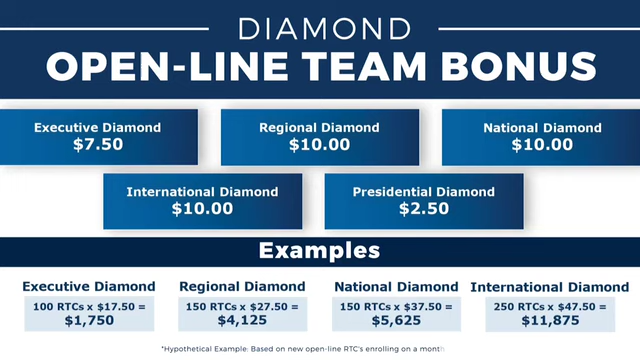 DIAMOND
OPEN-LINE TEAM BONUS
Executive Diamond
$7.50
Regional Diamond
$10.00
National Diamond
$10.00
International Diamond
$10.00
Presidential Diamond
$2.50
Examples
Executive Diamond
100 RTCs x $17.50 =
$1,750
Regional Diamond
150 RTCs x $27.50 =
$4,125
National Diamond
150 RTCs x $37.50 =
$5,625
International Diamond
250 RTCs x $47.50 =
$11,875
*Hypothetical Example: Based on new open-line RTC's enrolling on a month